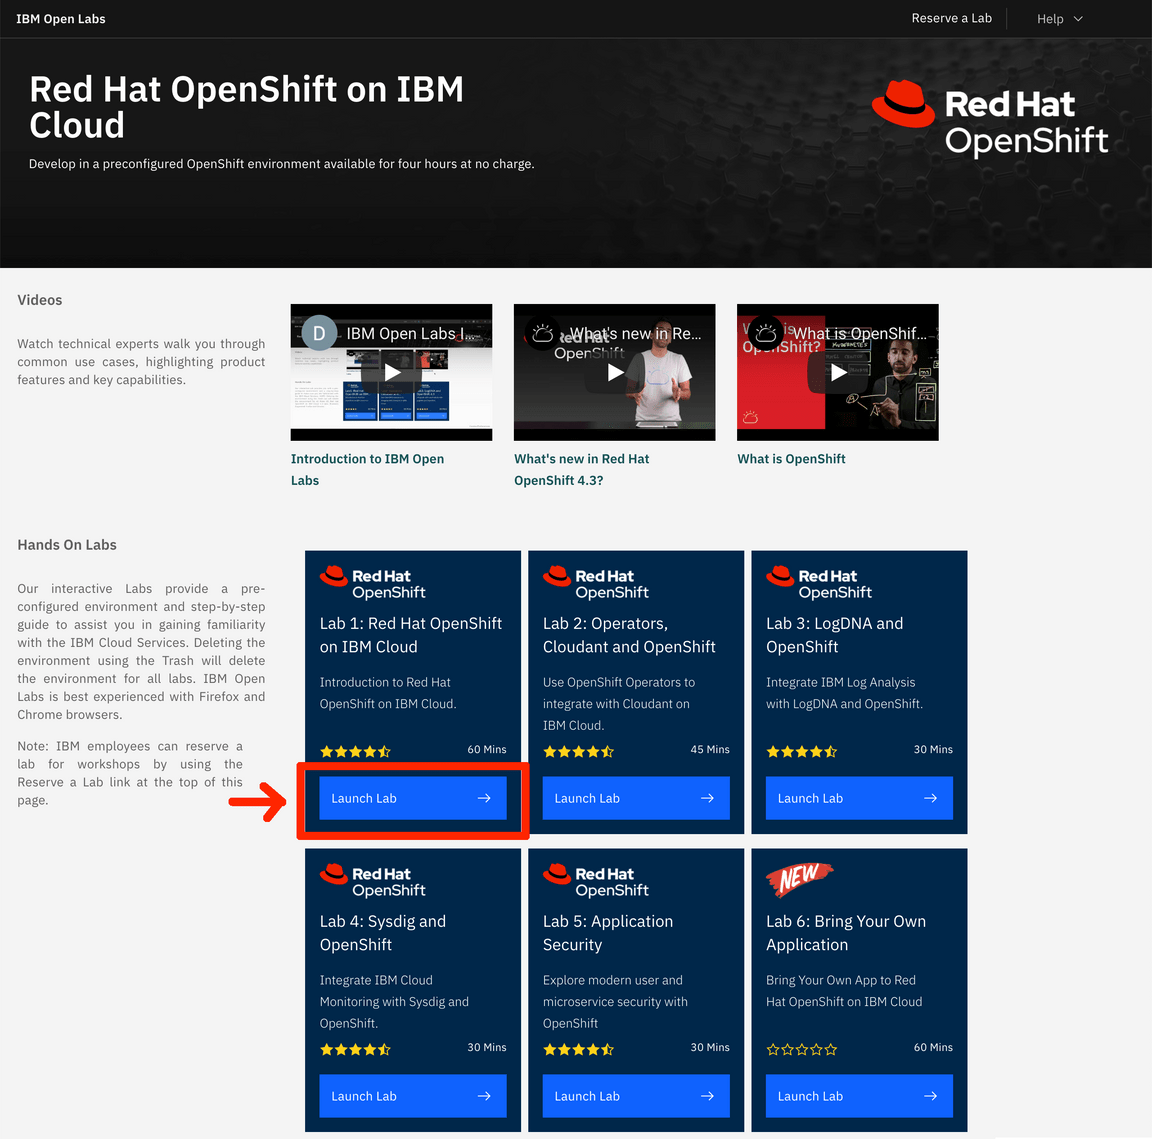 IBM Open Labs
Reserve a Lab
Help
Red Hat OpenShift on IBM
Cloud
Develop in a preconfigured OpenShift environment available for four hours at no charge.
Red Hat
OpenShift
Videos
Watch technical experts walk you through
common use cases, highlighting product
features and key capabilities.
D
IBM Open Labs I...
What's new in Re...
Red Hat
OpenShift
What is OpenShif...
What is
OpenShift?
KUBERNETES
Introduction to IBM Open
Labs
What's new in Red Hat
OpenShift 4.3?
What is OpenShift
Hands On Labs
Our interactive Labs provide a pre-
configured environment and step-by-step
guide to assist you in gaining familiarity
with the IBM Cloud Services. Deleting the
environment using the Trash will delete
the environment for all labs. IBM Open
Labs is best experienced with Firefox and
Chrome browsers.
Note: IBM employees can reserve a
lab for workshops by using the
Reserve a Lab link at the top of this
page.
Red Hat
OpenShift
Lab 1: Red Hat OpenShift
on IBM Cloud
Introduction to Red Hat
OpenShift on IBM Cloud.
60 Mins
Launch Lab
Red Hat
OpenShift
Lab 2: Operators,
Cloudant and OpenShift
Use OpenShift Operators to
integrate with Cloudant on
IBM Cloud.
45 Mins
Launch Lab
Red Hat
OpenShift
Lab 3: LogDNA and
OpenShift
Integrate IBM Log Analysis
with LogDNA and OpenShift.
30 Mins
Launch Lab
Red Hat
OpenShift
Lab 4: Sysdig and
OpenShift
Integrate IBM Cloud
Monitoring with Sysdig and
OpenShift.
30 Mins
Launch Lab
Red Hat
OpenShift
Lab 5: Application
Security
Explore modern user and
microservice security with
OpenShift
30 Mins
Launch Lab
NEW
Lab 6: Bring Your Own
Application
Bring Your Own App to Red
Hat OpenShift on IBM Cloud
60 Mins
Launch Lab